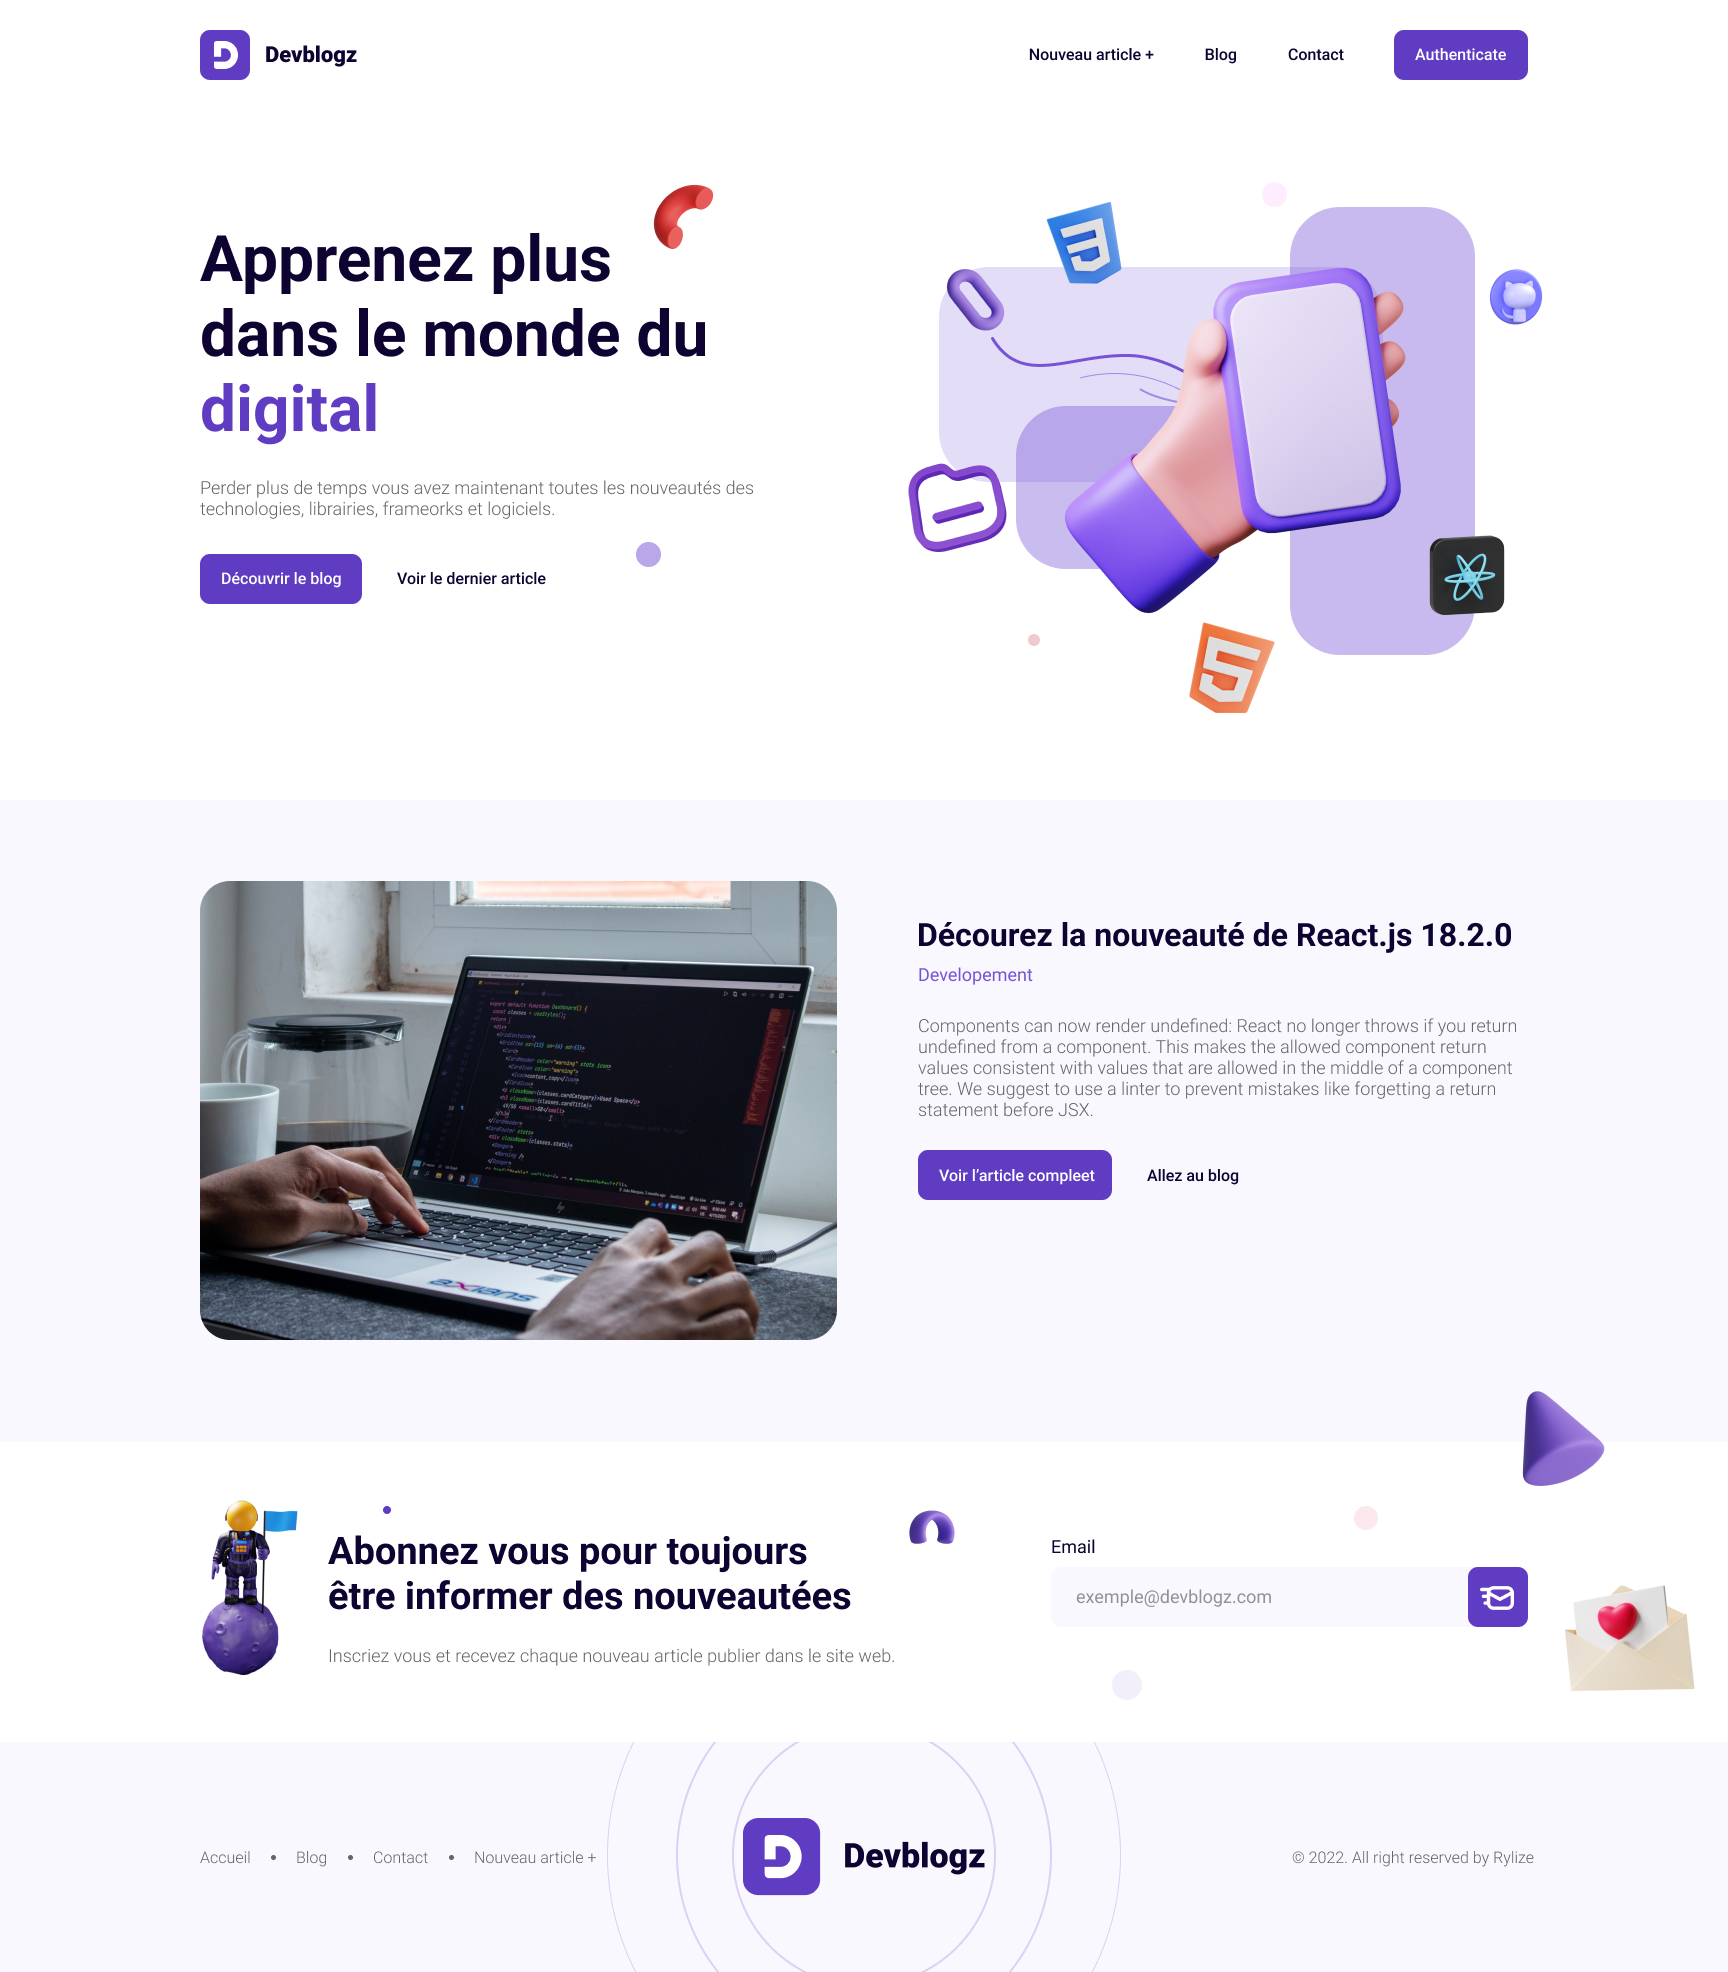 Devblogz
Nouveau article +
Blog
Contact
Authenticate
Apprenez plus
dans le monde du
digital
Perder plus de temps vous avez maintenant toutes les nouveautés des
technologies, librairies, frameorks et logiciels.
Découvrir le blog
Voir le dernier article
Décourez la nouveauté de React.js 18.2.0
Developement
Components can now render undefined: React no longer throws if you return
undefined from a component. This makes the allowed component return
values consistent with values that are allowed in the middle of a component
tree. We suggest to use a linter to prevent mistakes like forgetting a return
statement before JSX.
Voir l’article compleet
Allez au blog
axians
Abonnez vous pour toujours
être informer des nouveautées
Inscriez vous et recevez chaque nouveau article publier dans le site web.
Email
exemple@devblogz.com
Accueil • Blog • Contact • Nouveau article +
Devblogz
© 2022. All right reserved by Rylize